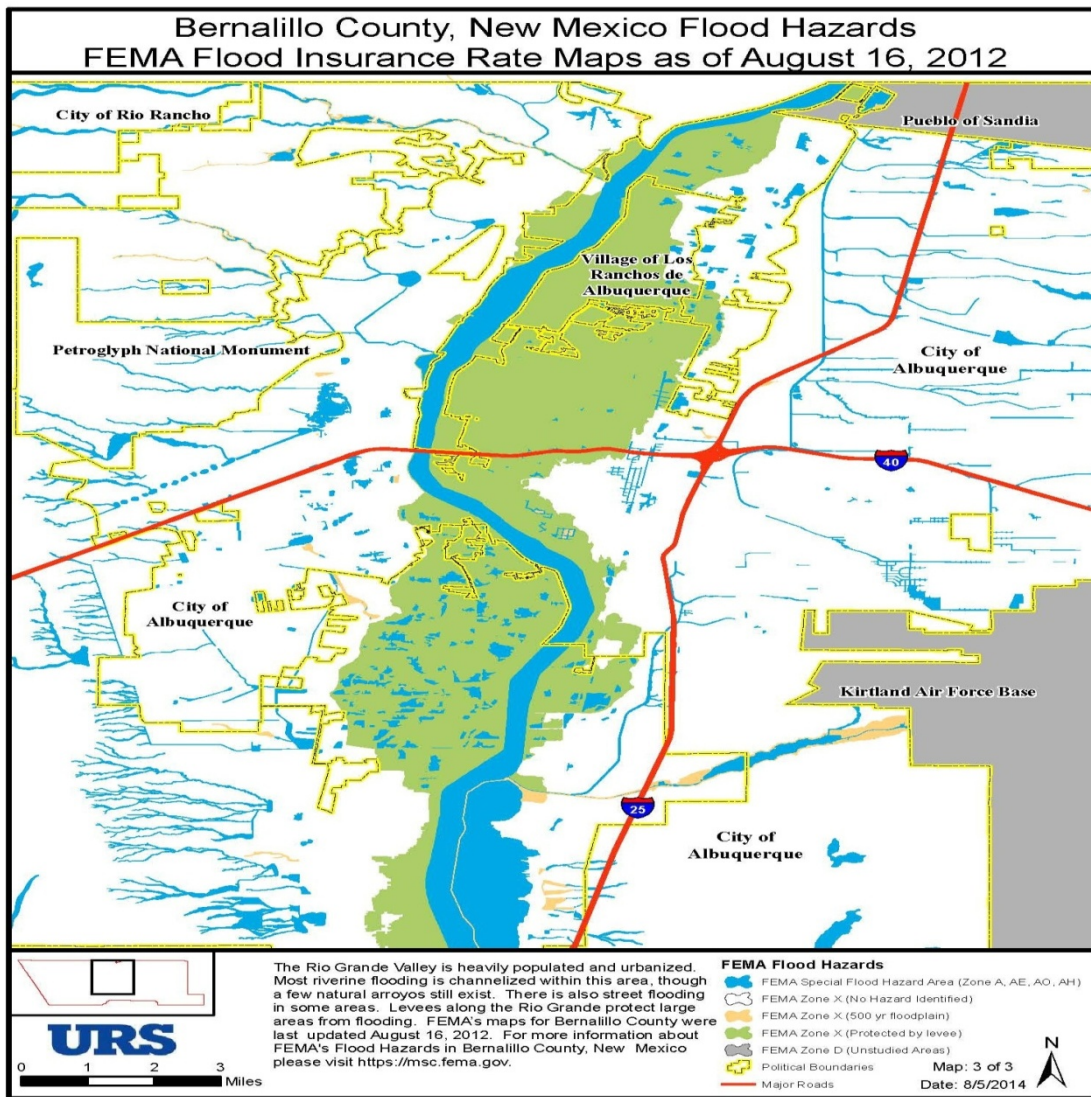 Bernalillo County, New Mexico Flood Hazards
FEMA Flood Insurance Rate Maps as of August 16, 2012
City of Rio Rancho
Pueblo of Sandia
Village of Los
Ranchos de
Albuquerque
Petroglyph National Monument
City of
Albuquerque
40
City of
Albuquerque
Kirtland Air Force Base
25
City of
Albuquerque
URS
0 1 2 3
Miles
The Rio Grande Valley is heavily populated and urbanized.
Most riverine flooding is channelized within this area, though
a few natural arroyos still exist. There is also street flooding
in some areas. Levees along the Rio Grande protect large
areas from flooding. FEMA's maps for Bernalillo County were
last updated August 16, 2012. For more information about
FEMA's Flood Hazards in Bernalillo County, New Mexico
please visit https://msc.fema.gov.
FEMA Flood Hazards
FEMA Special Flood Hazard Area (Zone A, AE, AO, AH)
FEMA Zone X (No Hazard Identified)
FEMA Zone X (500 yr floodplain)
FEMA Zone X (Protected by levee)
FEMA Zone D (Unstudied Areas)
Political Boundaries
Major Roads
Map: 3 of 3
Date: 8/5/2014
N